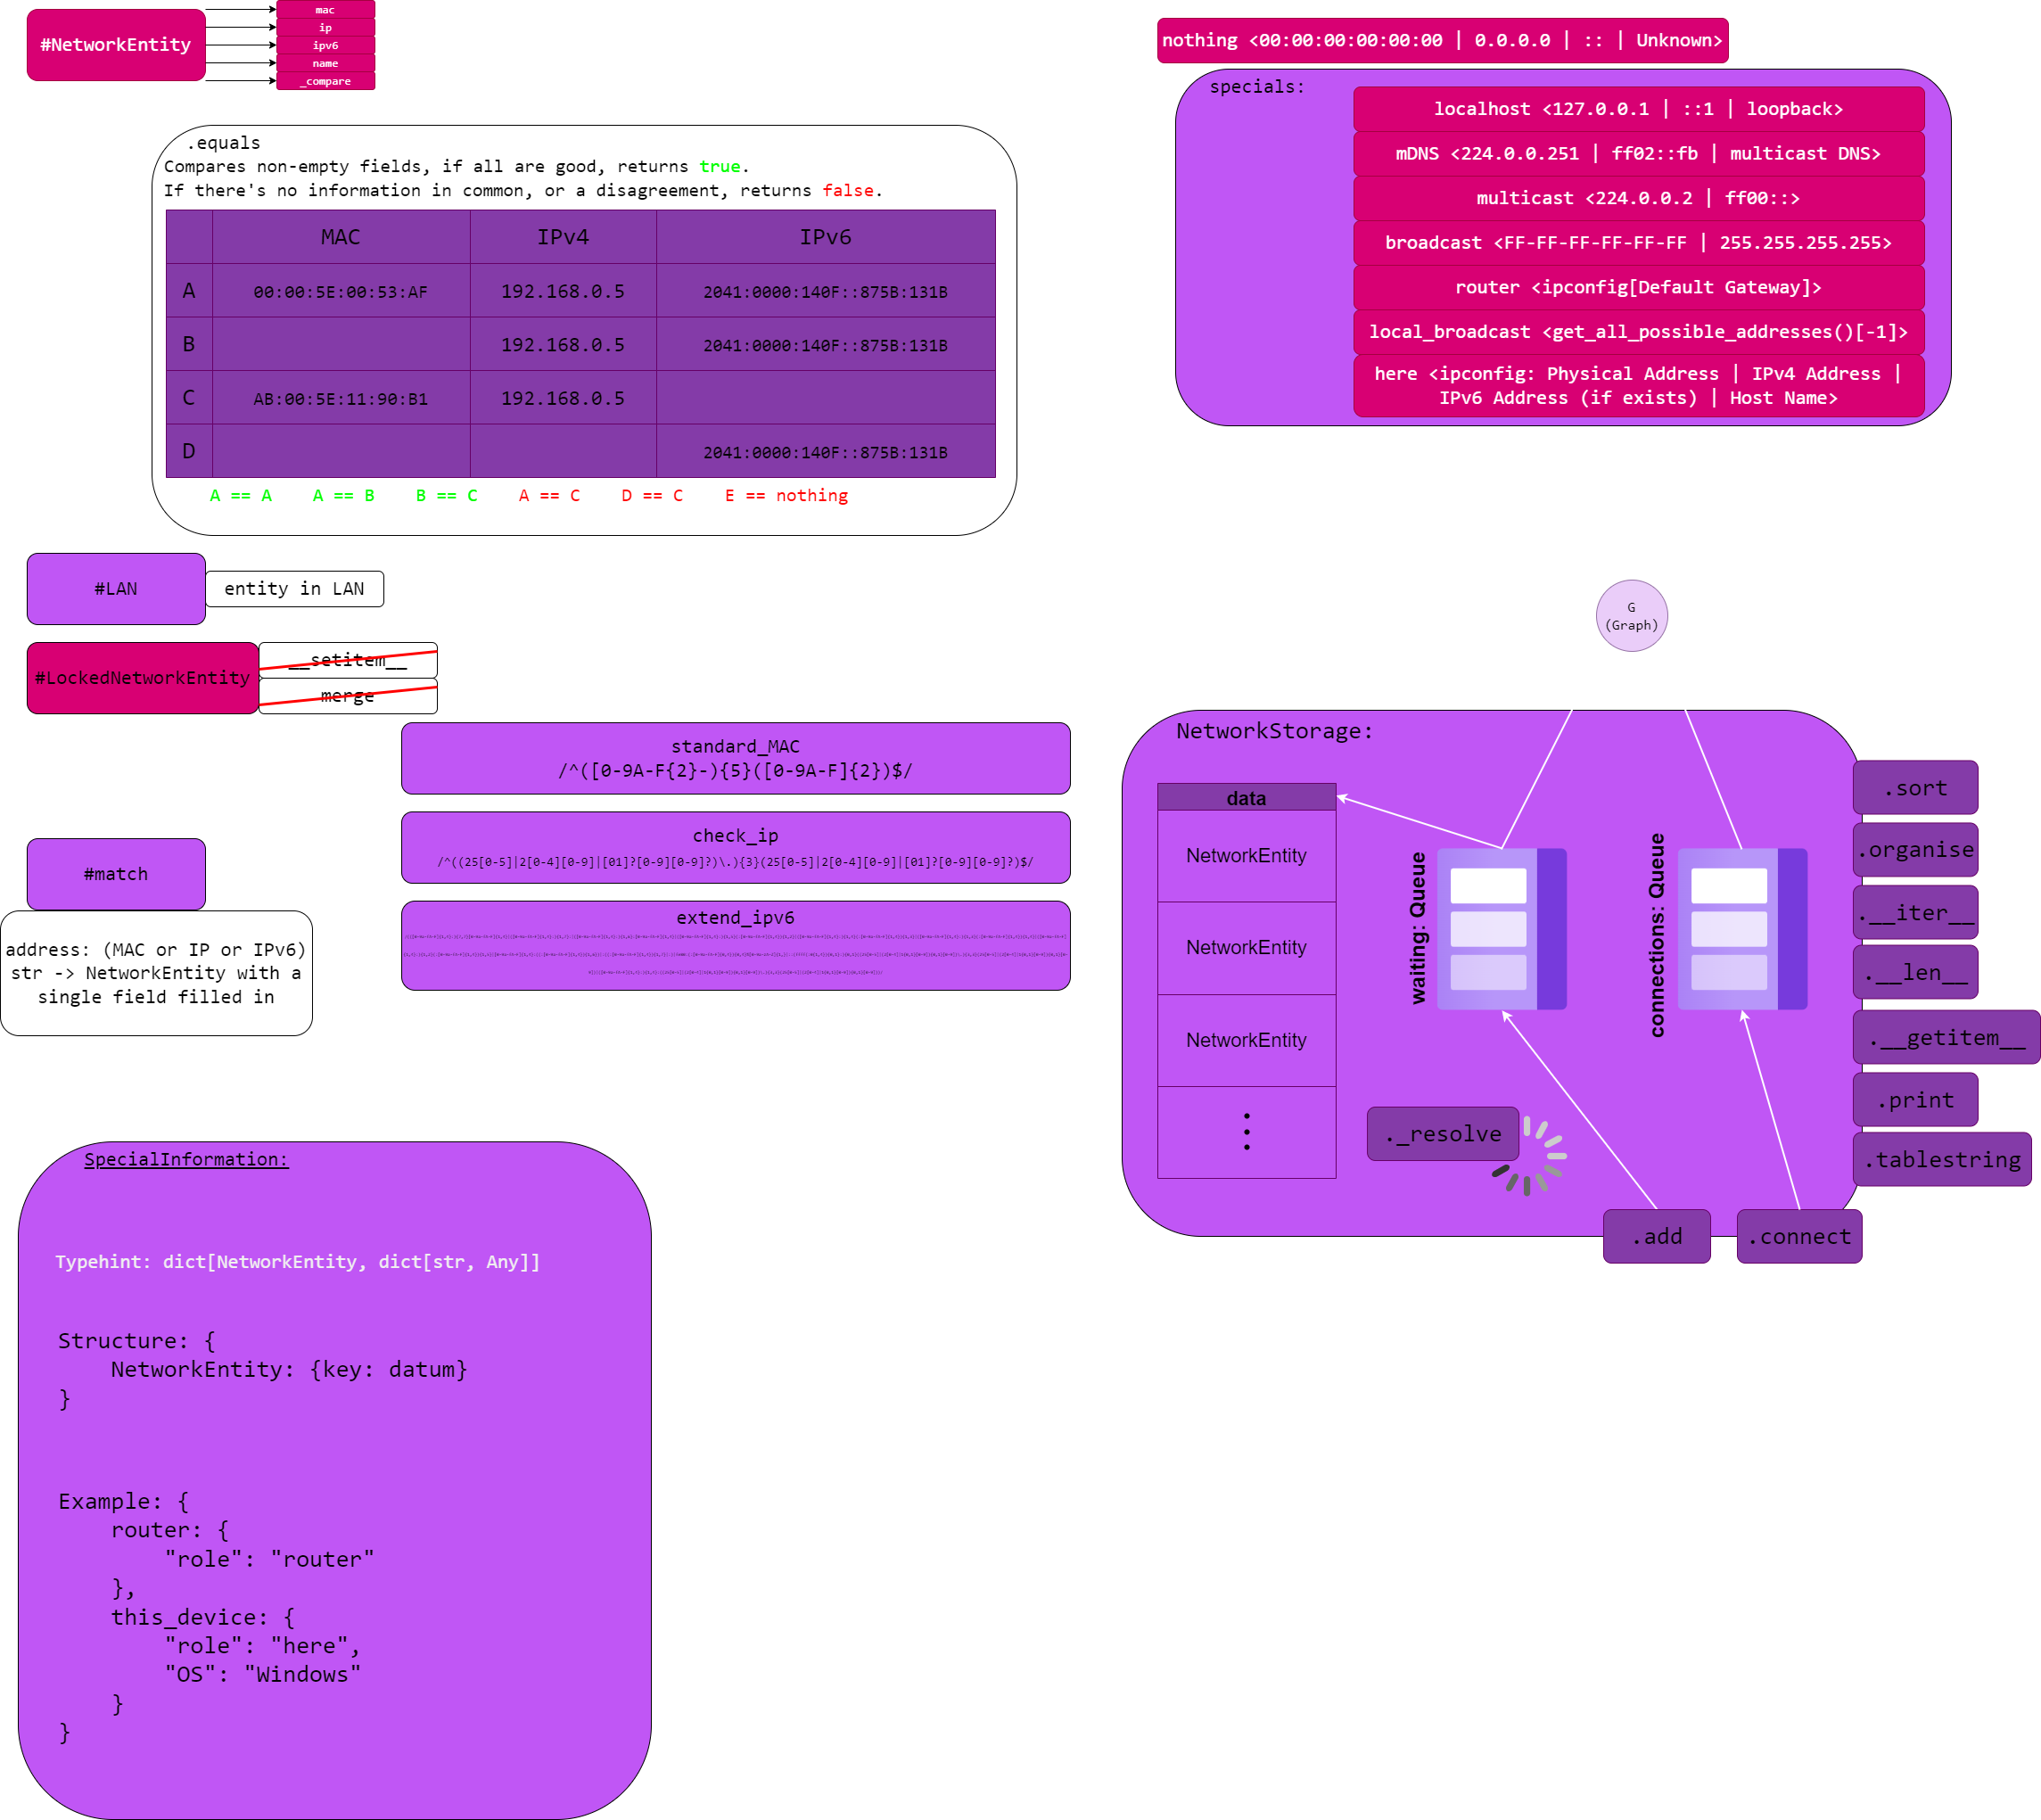 #NetworkEntity
mac
ip
ipv6
name
_compare
nothing <00:00:00:00:00:00 | 0.0.0.0 | :: | Unknown>
specials:
localhost <127.0.0.1 | ::1 | loopback>
mDNS <224.0.0.251 | ff02::fb | multicast DNS>
multicast <224.0.0.2 | ff00::>
broadcast <FF-FF-FF-FF-FF-FF | 255.255.255.255>
router <ipconfig[Default Gateway]>
local_broadcast <get_all_possible_addresses()[-1]>
here <ipconfig: Physical Address | IPv4 Address |
IPv6 Address (if exists) | Host Name>
.equals
Compares non-empty fields, if all are good, returns true.
If there's no information in common, or a disagreement, returns false.
MAC IPv4 IPv6
A 00:00:5E:00:53:AF 192.168.0.5 2041:0000:140F::875B:131B
B 192.168.0.5 2041:0000:140F::875B:131B
C AB:00:5E:11:90:B1 192.168.0.5
D 2041:0000:140F::875B:131B
A == A A == B B == C A == C D == C E == nothing
#LAN
entity in LAN
#LockedNetworkEntity
__setitem__
merge
standard_MAC
/^([0-9A-F{2}-){5}([0-9A-F]{2})$/
check_ip
/^((25[0-5]|2[0-4][0-9]|[01]?[0-9][0-9]?)\.){3}(25[0-5]|2[0-4][0-9]|[01]?[0-9][0-9]?)$/
extend_ipv6
#match
address: (MAC or IP or IPv6)
str -> NetworkEntity with a
single field filled in
G
(Graph)
NetworkStorage:
data
NetworkEntity
NetworkEntity
NetworkEntity
waiting: Queue
connections: Queue
._resolve
.sort
.organise
.__iter__
.__len__
.__getitem__
.print
.tablestring
.add
.connect
SpecialInformation:
Typehint: dict[NetworkEntity, dict[str, Any]]
Structure: {
NetworkEntity: {key: datum}
}
Example: {
router: {
"role": "router"
},
this_device: {
"role": "here",
"OS": "Windows"
}
}